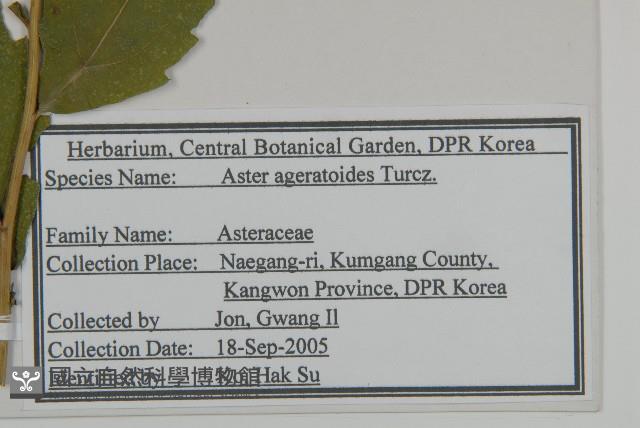 Herbarium, Central Botanical Garden, DPR Korea
Species Name: Aster ageratoides Turcz.
Family Name: Asteraceae
Collection Place: Naegang-ri, Kumgang County,
Kangwon Province, DPR Korea
Collected by Jon, Gwang Il
Collection Date: 18-Sep-2005
Hak Su
國立自然科學博物館